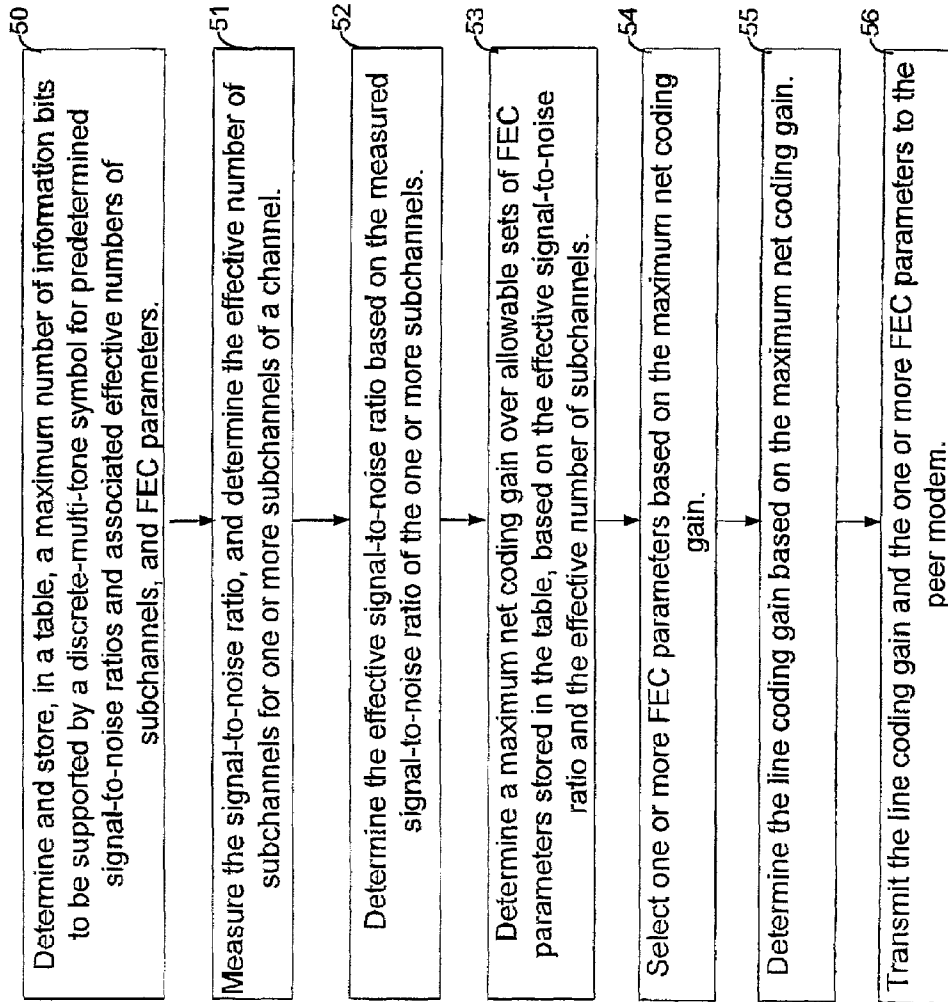 50
Determine and store, in a table, a maximum number of information bits
to be supported by a discrete-multi-tone symbol for predetermined
signal-to-noise ratios and associated effective numbers of
subchannels, and FEC parameters.
51
Measure the signal-to-noise ratio, and determine the effective number of
subchannels for one or more subchannels of a channel.
52
Determine the effective signal-to-noise ratio based on the measured
signal-to-noise ratio of the one or more subchannels.
53
Determine a maximum net coding gain over allowable sets of FEC
parameters stored in the table, based on the effective signal-to-noise
ratio and the effective number of subchannels.
54
Select one or more FEC parameters based on the maximum net coding
gain.
55
Determine the line coding gain based on the maximum net coding gain.
56
Transmit the line coding gain and the one or more FEC parameters to the
peer modem.